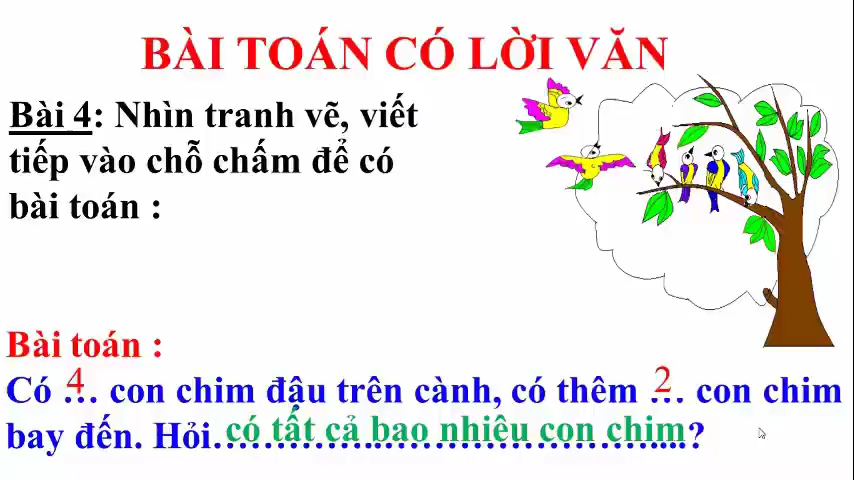 BÀI TOÁN CÓ LỜI VĂN
Bài 4: Nhìn tranh vẽ, viết
tiếp vào chỗ chấm để có
bài toán :
Bài toán :
Có 4… con chim đậu trên cành, có thêm 2… con chim
bay đến. Hỏi…có tất cả bao nhiêu con chim....?